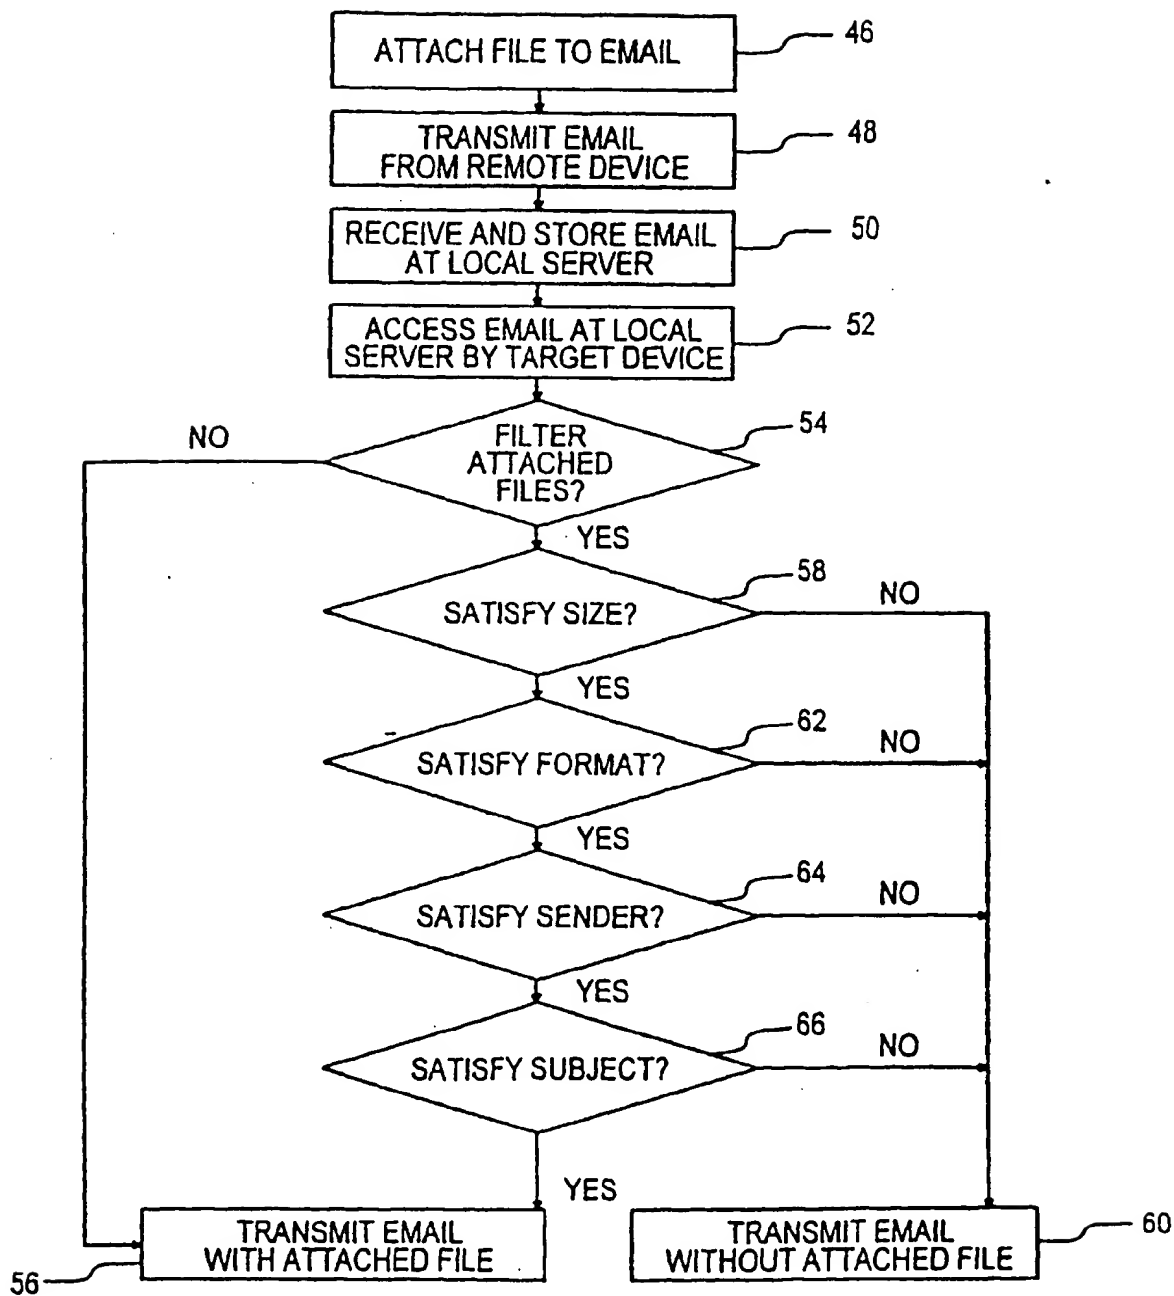 ATTACH FILE TO EMAIL
46
TRANSMIT EMAIL
FROM REMOTE DEVICE
48
RECEIVE AND STORE EMAIL
AT LOCAL SERVER
50
ACCESS EMAIL AT LOCAL
SERVER BY TARGET DEVICE
52
FILTER
ATTACHED
FILES?
54
NO
YES
SATISFY SIZE?
58
NO
YES
SATISFY FORMAT?
62
NO
YES
SATISFY SENDER?
64
NO
YES
SATISFY SUBJECT?
66
NO
YES
TRANSMIT EMAIL
WITH ATTACHED FILE
56
TRANSMIT EMAIL
WITHOUT ATTACHED FILE
60